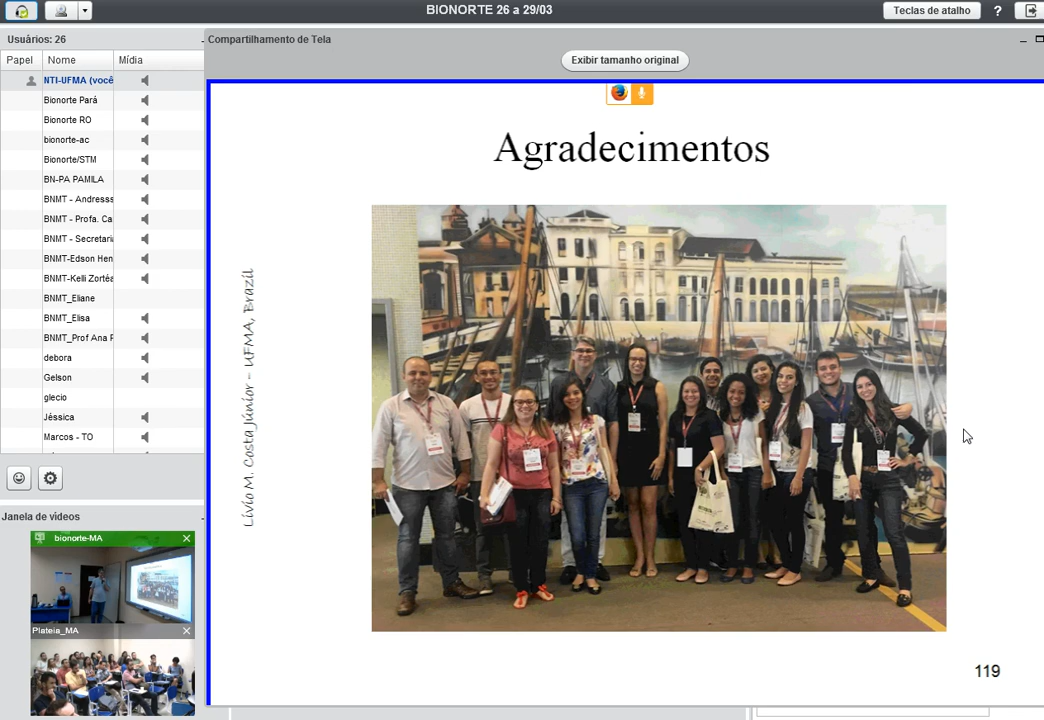 BIONORTE 26 a 29/03
Teclas de atalho
?
Usuários: 26
Papel Nome Mídia
NTI-UFMA (você
Bionorte Pará
Bionorte RO
bionorte-ac
Bionorte/STM
BN-PA PAMILA
BNMT - Andresss
BNMT - Profa. Ca
BNMT - Secretari
BNMT-Edson Hen
BNMT-Kelli Zortéa
BNMT_Eliane
BNMT_Elisa
BNMT_Prof Ana P
debora
Gelson
glecio
Jéssica
Marcos - TO
Janela de videos
bionorte-MA
Plateia_MA
Compartilhamento de Tela
Exibir tamanho original
Agradecimentos
Lívio M. Costa Júnior - UFMA, Brazil
119